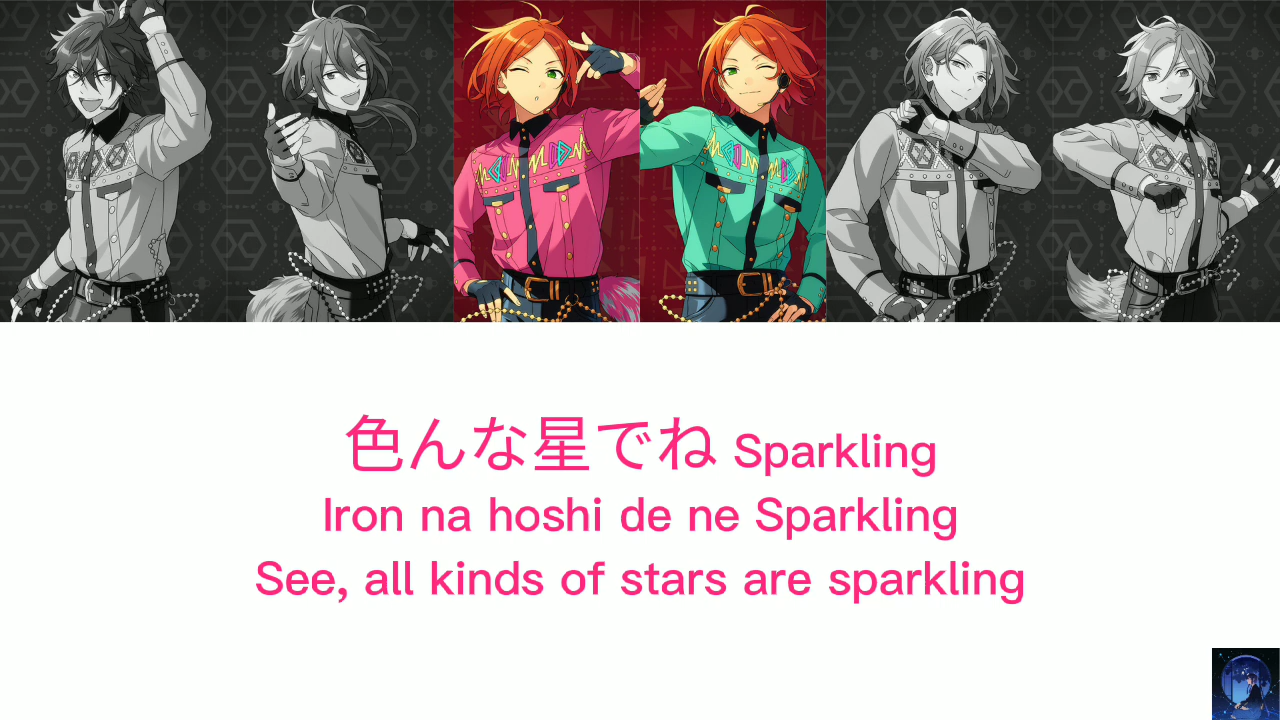 色んな星でね Sparkling
Iron na hoshi de ne Sparkling
See, all kinds of stars are sparkling